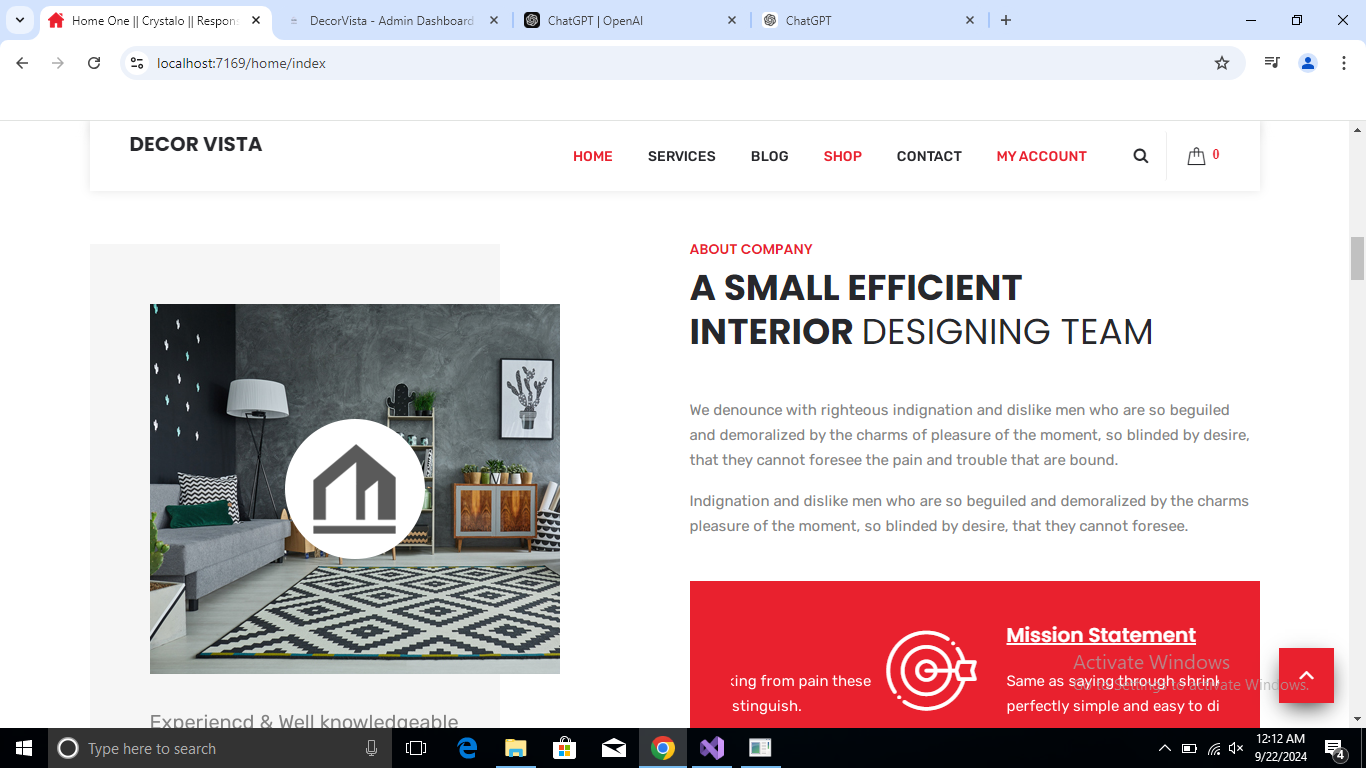 Home One || Crystalo || Respon
DecorVista - Admin Dashboard
ChatGPT | OpenAI
ChatGPT
localhost:7169/home/index
DECOR VISTA
HOME
SERVICES
BLOG
SHOP
CONTACT
MY ACCOUNT
0
ABOUT COMPANY
A SMALL EFFICIENT
INTERIOR DESIGNING TEAM
We denounce with righteous indignation and dislike men who are so beguiled
and demoralized by the charms of pleasure of the moment, so blinded by desire,
that they cannot foresee the pain and trouble that are bound.
Indignation and dislike men who are so beguiled and demoralized by the charms
pleasure of the moment, so blinded by desire, that they cannot foresee.
king from pain these
stinguish.
Mission Statement
Same as saying through shrink
perfectly simple and easy to di
Activate Windows
Go to Settings to activate Windows.
Experiencd & Well knowledgeable
Type here to search
12:12 AM
9/22/2024
4